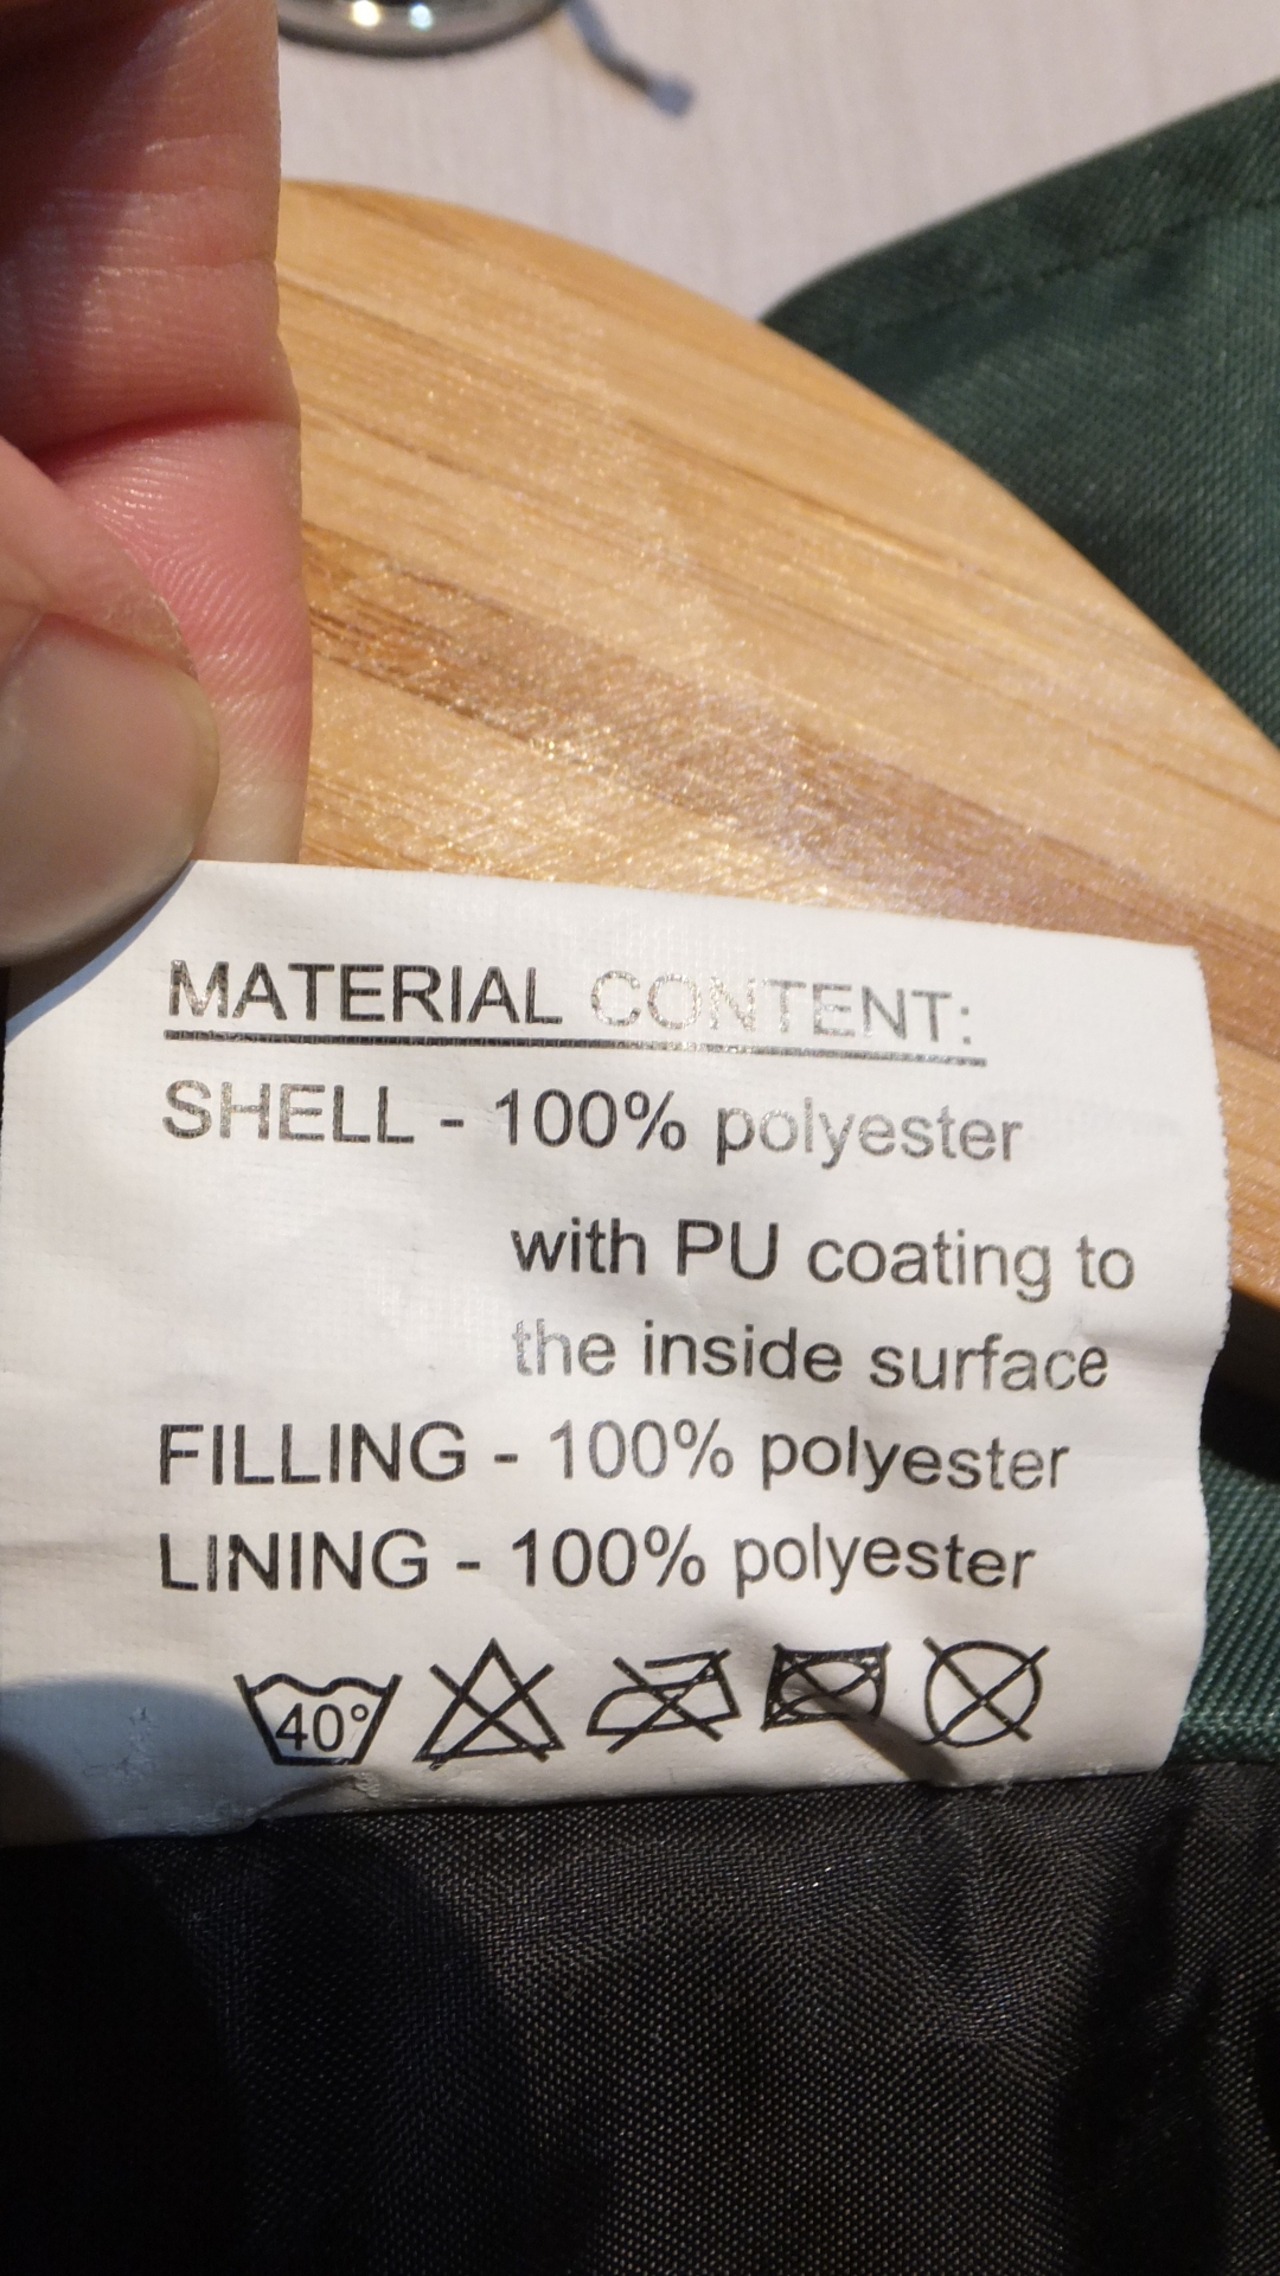 MATERIAL CONTENT:
SHELL - 100% polyester
with PU coating to
the inside surface
FILLING - 100% polyester
LINING - 100% polyester
40°